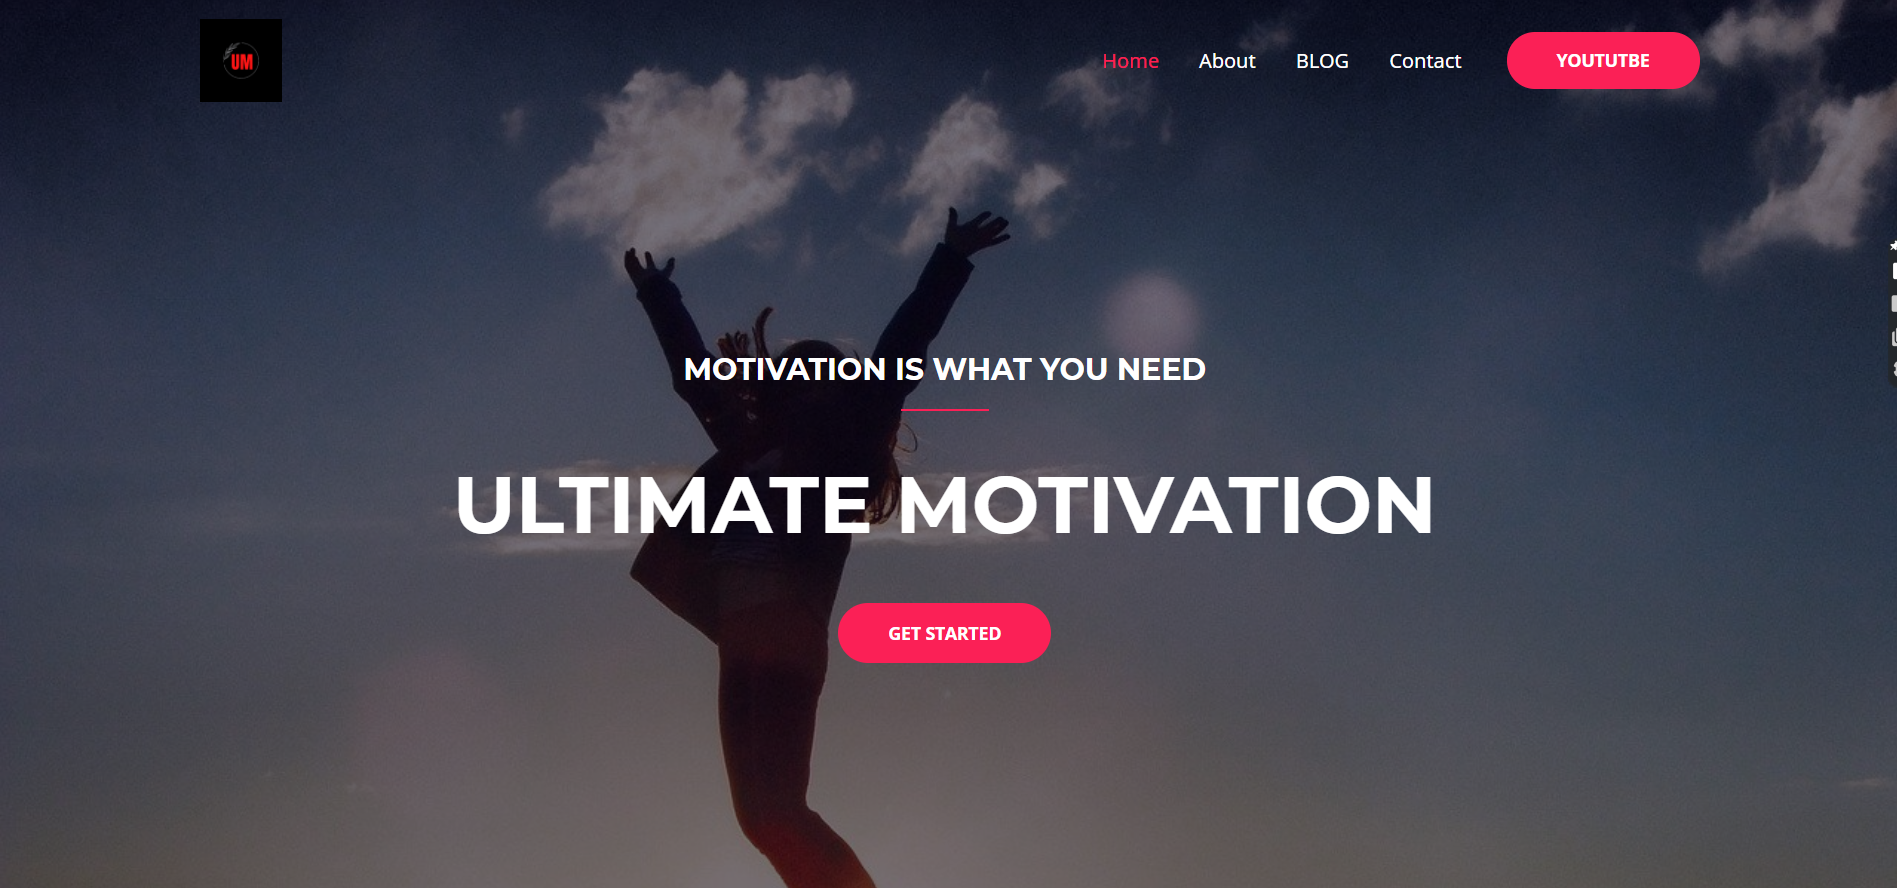 UM
Home About BLOG Contact YOUTUTBE
MOTIVATION IS WHAT YOU NEED
ULTIMATE MOTIVATION
GET STARTED